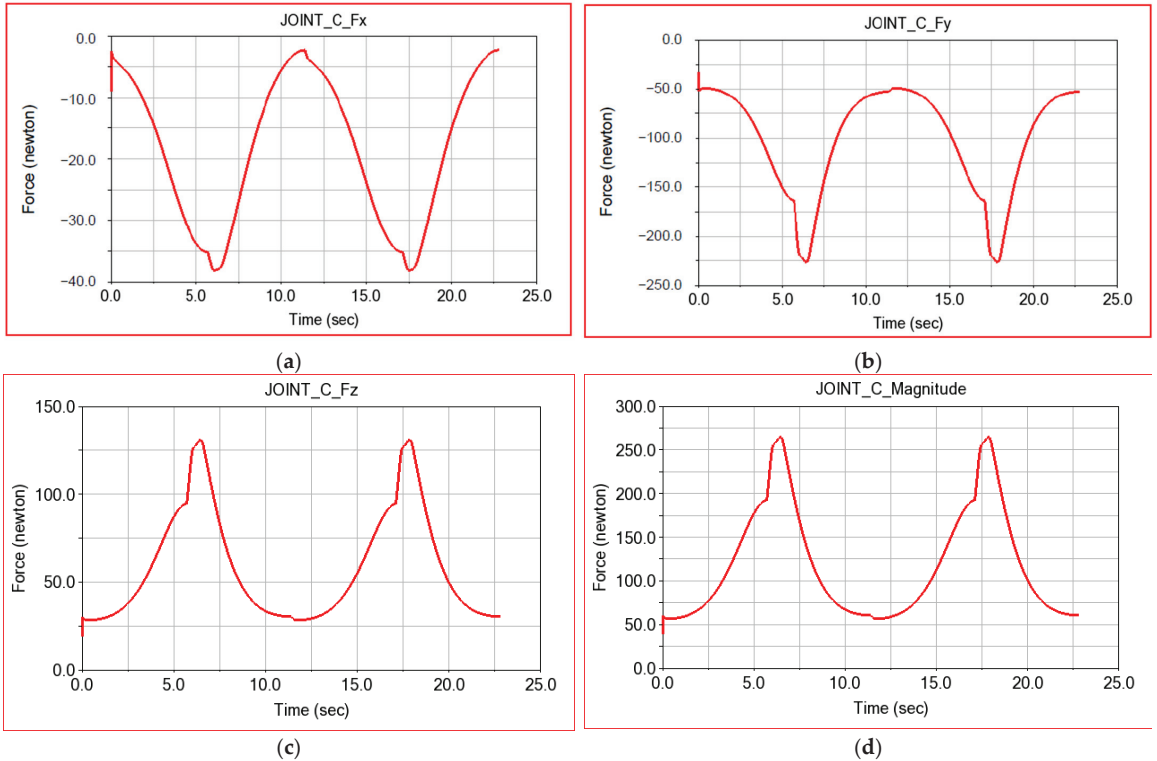 JOINT_C_Fx
0.0
−10.0
−20.0
−30.0
−40.0
Force (newton)
0.0 5.0 10.0 15.0 20.0 25.0
Time (sec)
(a)
JOINT_C_Fy
0.0
−50.0
−100.0
−150.0
−200.0
−250.0
Force (newton)
0.0 5.0 10.0 15.0 20.0 25.0
Time (sec)
(b)
JOINT_C_Fz
150.0
100.0
50.0
0.0
Force (newton)
0.0 5.0 10.0 15.0 20.0 25.0
Time (sec)
(c)
JOINT_C_Magnitude
300.0
250.0
200.0
150.0
100.0
50.0
0.0
Force (newton)
0.0 5.0 10.0 15.0 20.0 25.0
Time (sec)
(d)